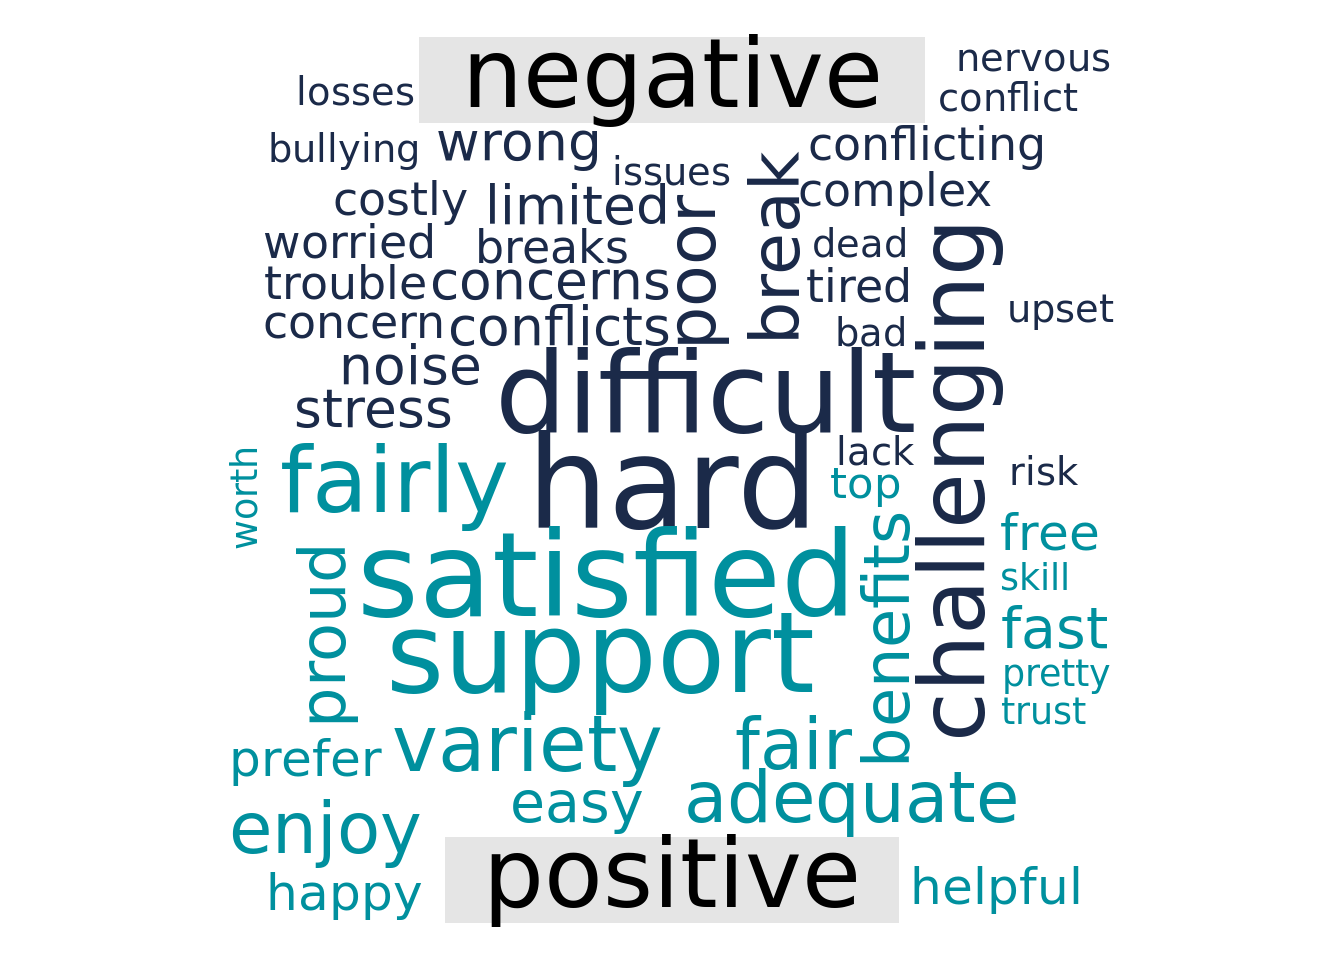 negative
nervous
losses
conflict
bullying
wrong
conflicting
issues
break
costly
limited
poor
complex
worried
breaks
dead
trouble
concerns
tired
challenging
upset
concern
conflicts
bad
noise
difficult
stress
hard
lack
risk
worth
fairly
top
free
satisfied
benefits
skill
proud
support
fast
pretty
trust
prefer
variety
fair
easy
adequate
enjoy
positive
happy
helpful